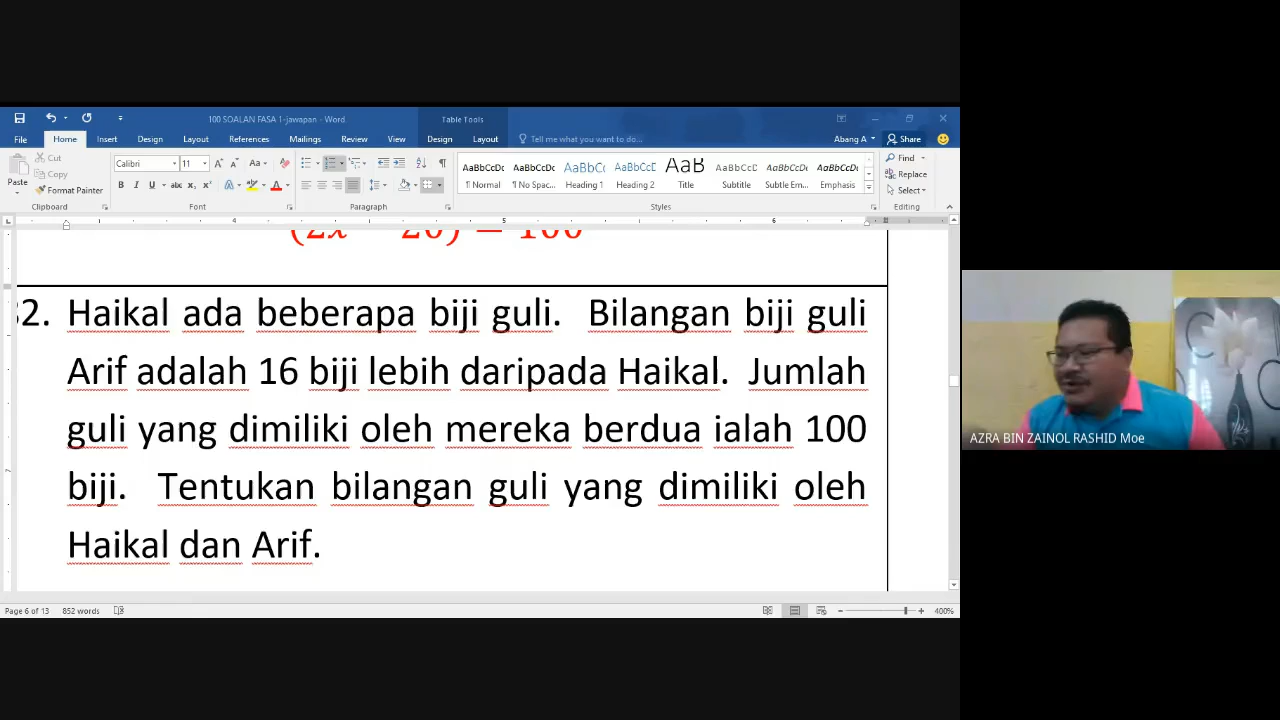 100 SOALAN FASA 1-jawapan - Word
Table Tools
File Home Insert Design Layout References Mailings Review View Design Layout Tell me what you want to do... Abang A Share
Paste
Cut
Copy
Format Painter
Clipboard
Calibri 11
Font
Paragraph
AaBbCcDc AaBbCcDc AaBbCc AaBbCcE AaB AaBbCcD AaBbCcDc AaBbCcDc
¶ Normal ¶ No Spac... Heading 1 Heading 2 Title Subtitle Subtle Em... Emphasis
Styles
Find
Replace
Select
Editing
4 5 6
32. Haikal ada beberapa biji guli. Bilangan biji guli
Arif adalah 16 biji lebih daripada Haikal. Jumlah
guli yang dimiliki oleh mereka berdua ialah 100
biji. Tentukan bilangan guli yang dimiliki oleh
Haikal dan Arif.
Page 6 of 13 852 words 400%
AZRA BIN ZAINOL RASHID Moe